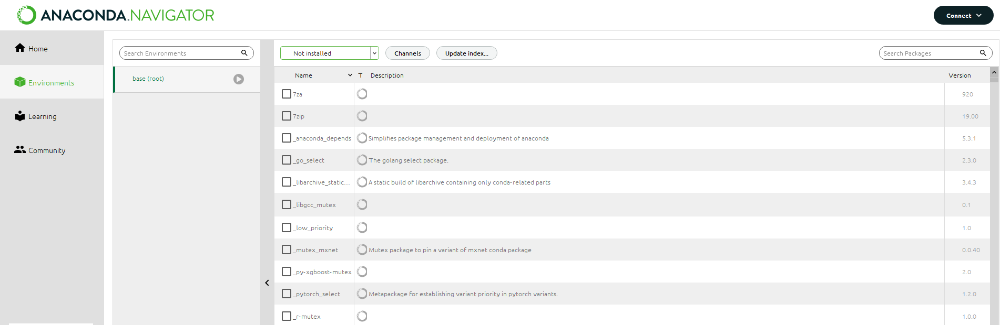 ANACONDA.NAVIGATOR
Connect
Home
Environments
Learning
Community
Search Environments
base (root)
Not installed
Channels
Update index...
Search Packages
Name T Description Version
7za 920
7zip 19.00
_anaconda_depends Simplifies package management and deployment of anaconda 5.3.1
_go_select The golang select package. 2.3.0
_libarchive_static... A static build of libarchive containing only conda-related parts 3.4.3
_libgcc_mutex 0.1
_low_priority 1.0
_mutex_mxnet Mutex package to pin a variant of mxnet conda package 0.0.40
_py-xgboost-mutex 2.0
_pytorch_select Metapackage for establishing variant priority in pytorch variants. 1.2.0
_r-mutex 1.0.0